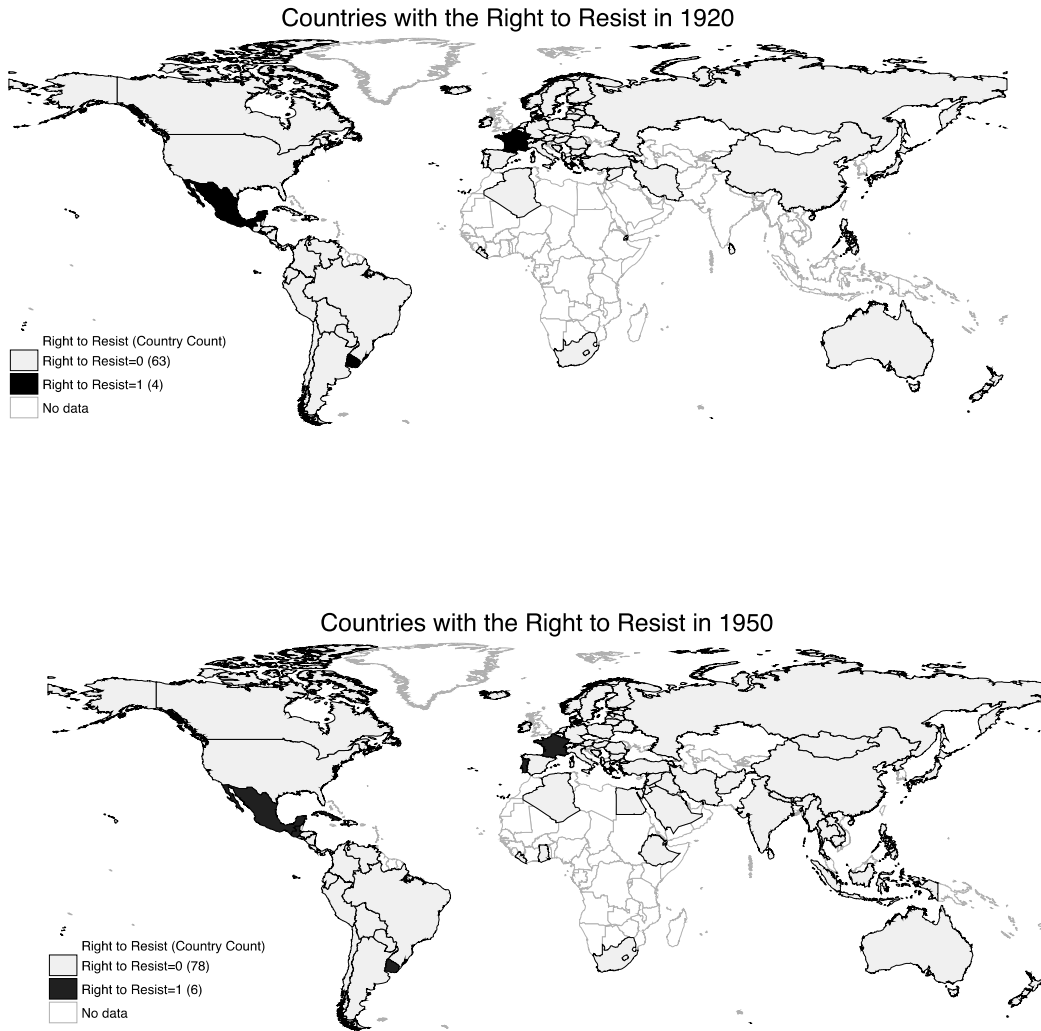 Countries with the Right to Resist in 1920
Right to Resist (Country Count)
Right to Resist=0 (63)
Right to Resist=1 (4)
No data
Countries with the Right to Resist in 1950
Right to Resist (Country Count)
Right to Resist=0 (78)
Right to Resist=1 (6)
No data